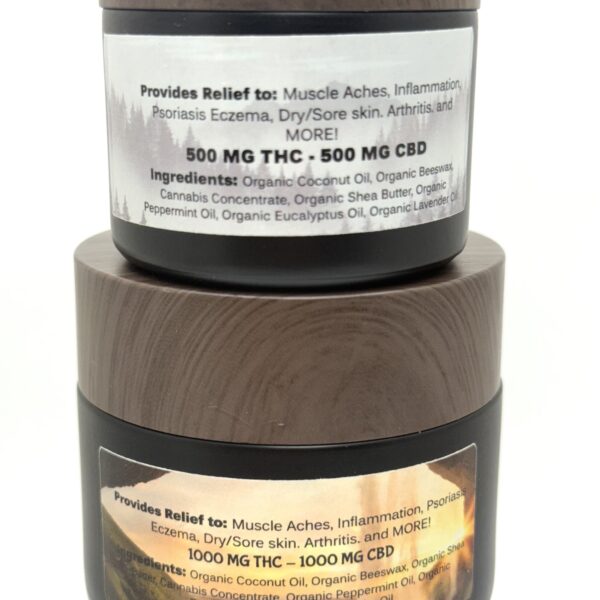 Provides Relief to: Muscle Aches, Inflammation,
Psoriasis Eczema, Dry/Sore skin. Arthritis. and
MORE!
500 MG THC - 500 MG CBD
Ingredients: Organic Coconut Oil, Organic Beeswax,
Cannabis Concentrate, Organic Shea Butter, Organic
Peppermint Oil, Organic Eucalyptus Oil, Organic Lavender Oil
Provides Relief to: Muscle Aches, Inflammation, Psoriasis
Eczema, Dry/Sore skin. Arthritis. and MORE!
1000 MG THC – 1000 MG CBD
Ingredients: Organic Coconut Oil, Organic Beeswax, Organic Shea
Cannabis Concentrate, Organic Peppermint Oil, Organic
Oil